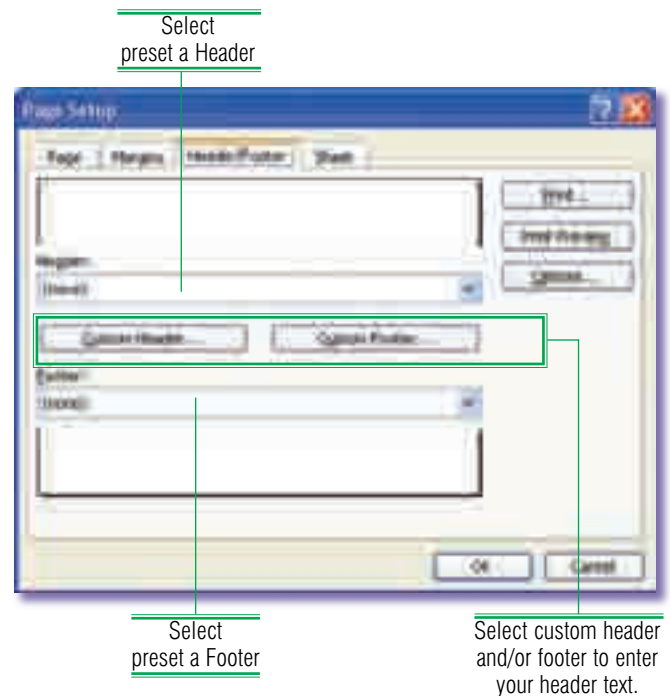 Select
preset a Header
Page Setup
Page Margins Header/Footer Sheet
Print...
Print Preview
Options...
Header:
(none)
Custom Header... Custom Footer...
Footer:
(none)
OK Cancel
Select
preset a Footer
Select custom header
and/or footer to enter
your header text.